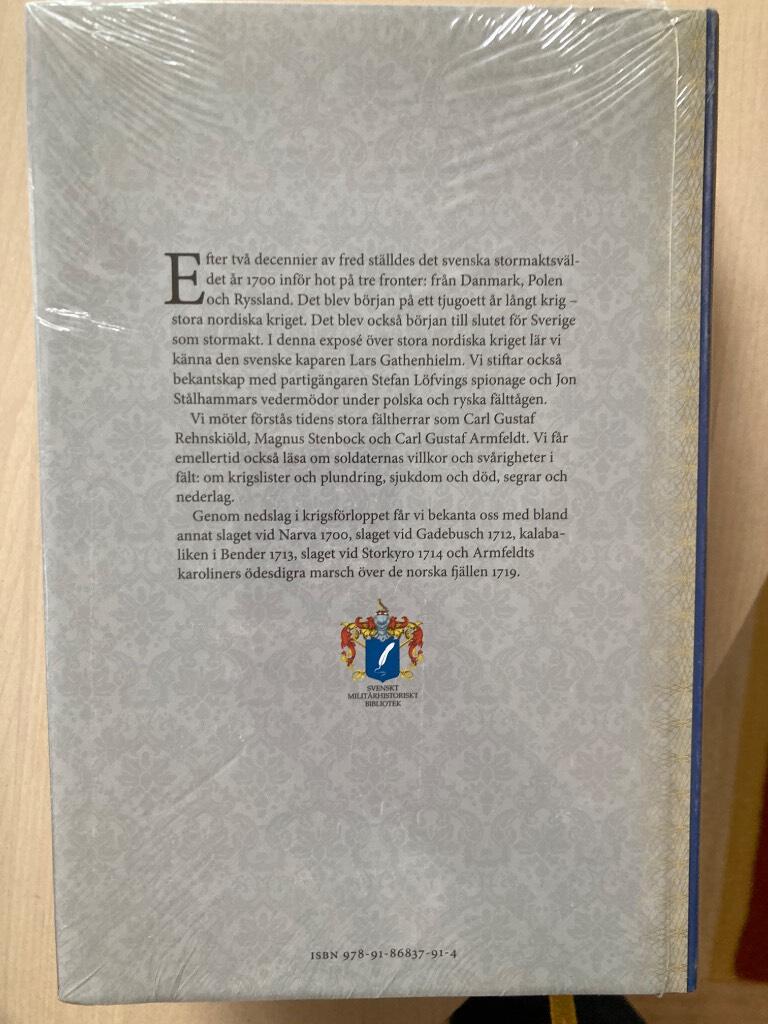 Efter två decennier av fred ställdes det svenska stormaktsväl-
det år 1700 inför hot på tre fronter: från Danmark, Polen
och Ryssland. Det blev början på ett tjugoett år långt krig –
stora nordiska kriget. Det blev också början till slutet för Sverige
som stormakt. I denna exposé över stora nordiska kriget lär vi
känna den svenske kaparen Lars Gathenhielm. Vi stiftar också
bekantskap med partigängaren Stefan Löfvings spionage och Jon
Stålhammars vedermödor under polska och ryska fälttågen.
Vi möter förstås tidens stora fältherrar som Carl Gustaf
Rehnskiöld, Magnus Stenbock och Carl Gustaf Armfeldt. Vi får
emellertid också läsa om soldaternas villkor och svårigheter i
fält: om krigslister och plundring, sjukdom och död, segrar och
nederlag.
Genom nedslag i krigsförloppet får vi bekanta oss med bland
annat slaget vid Narva 1700, slaget vid Gadebusch 1712, kalaba-
liken i Bender 1713, slaget vid Storkyro 1714 och Armfeldts
karoliners ödesdigra marsch över de norska fjällen 1719.
SVENSKT
MILITÄRHISTORISKT
BIBLIOTEK
ISBN 978-91-86837-91-4